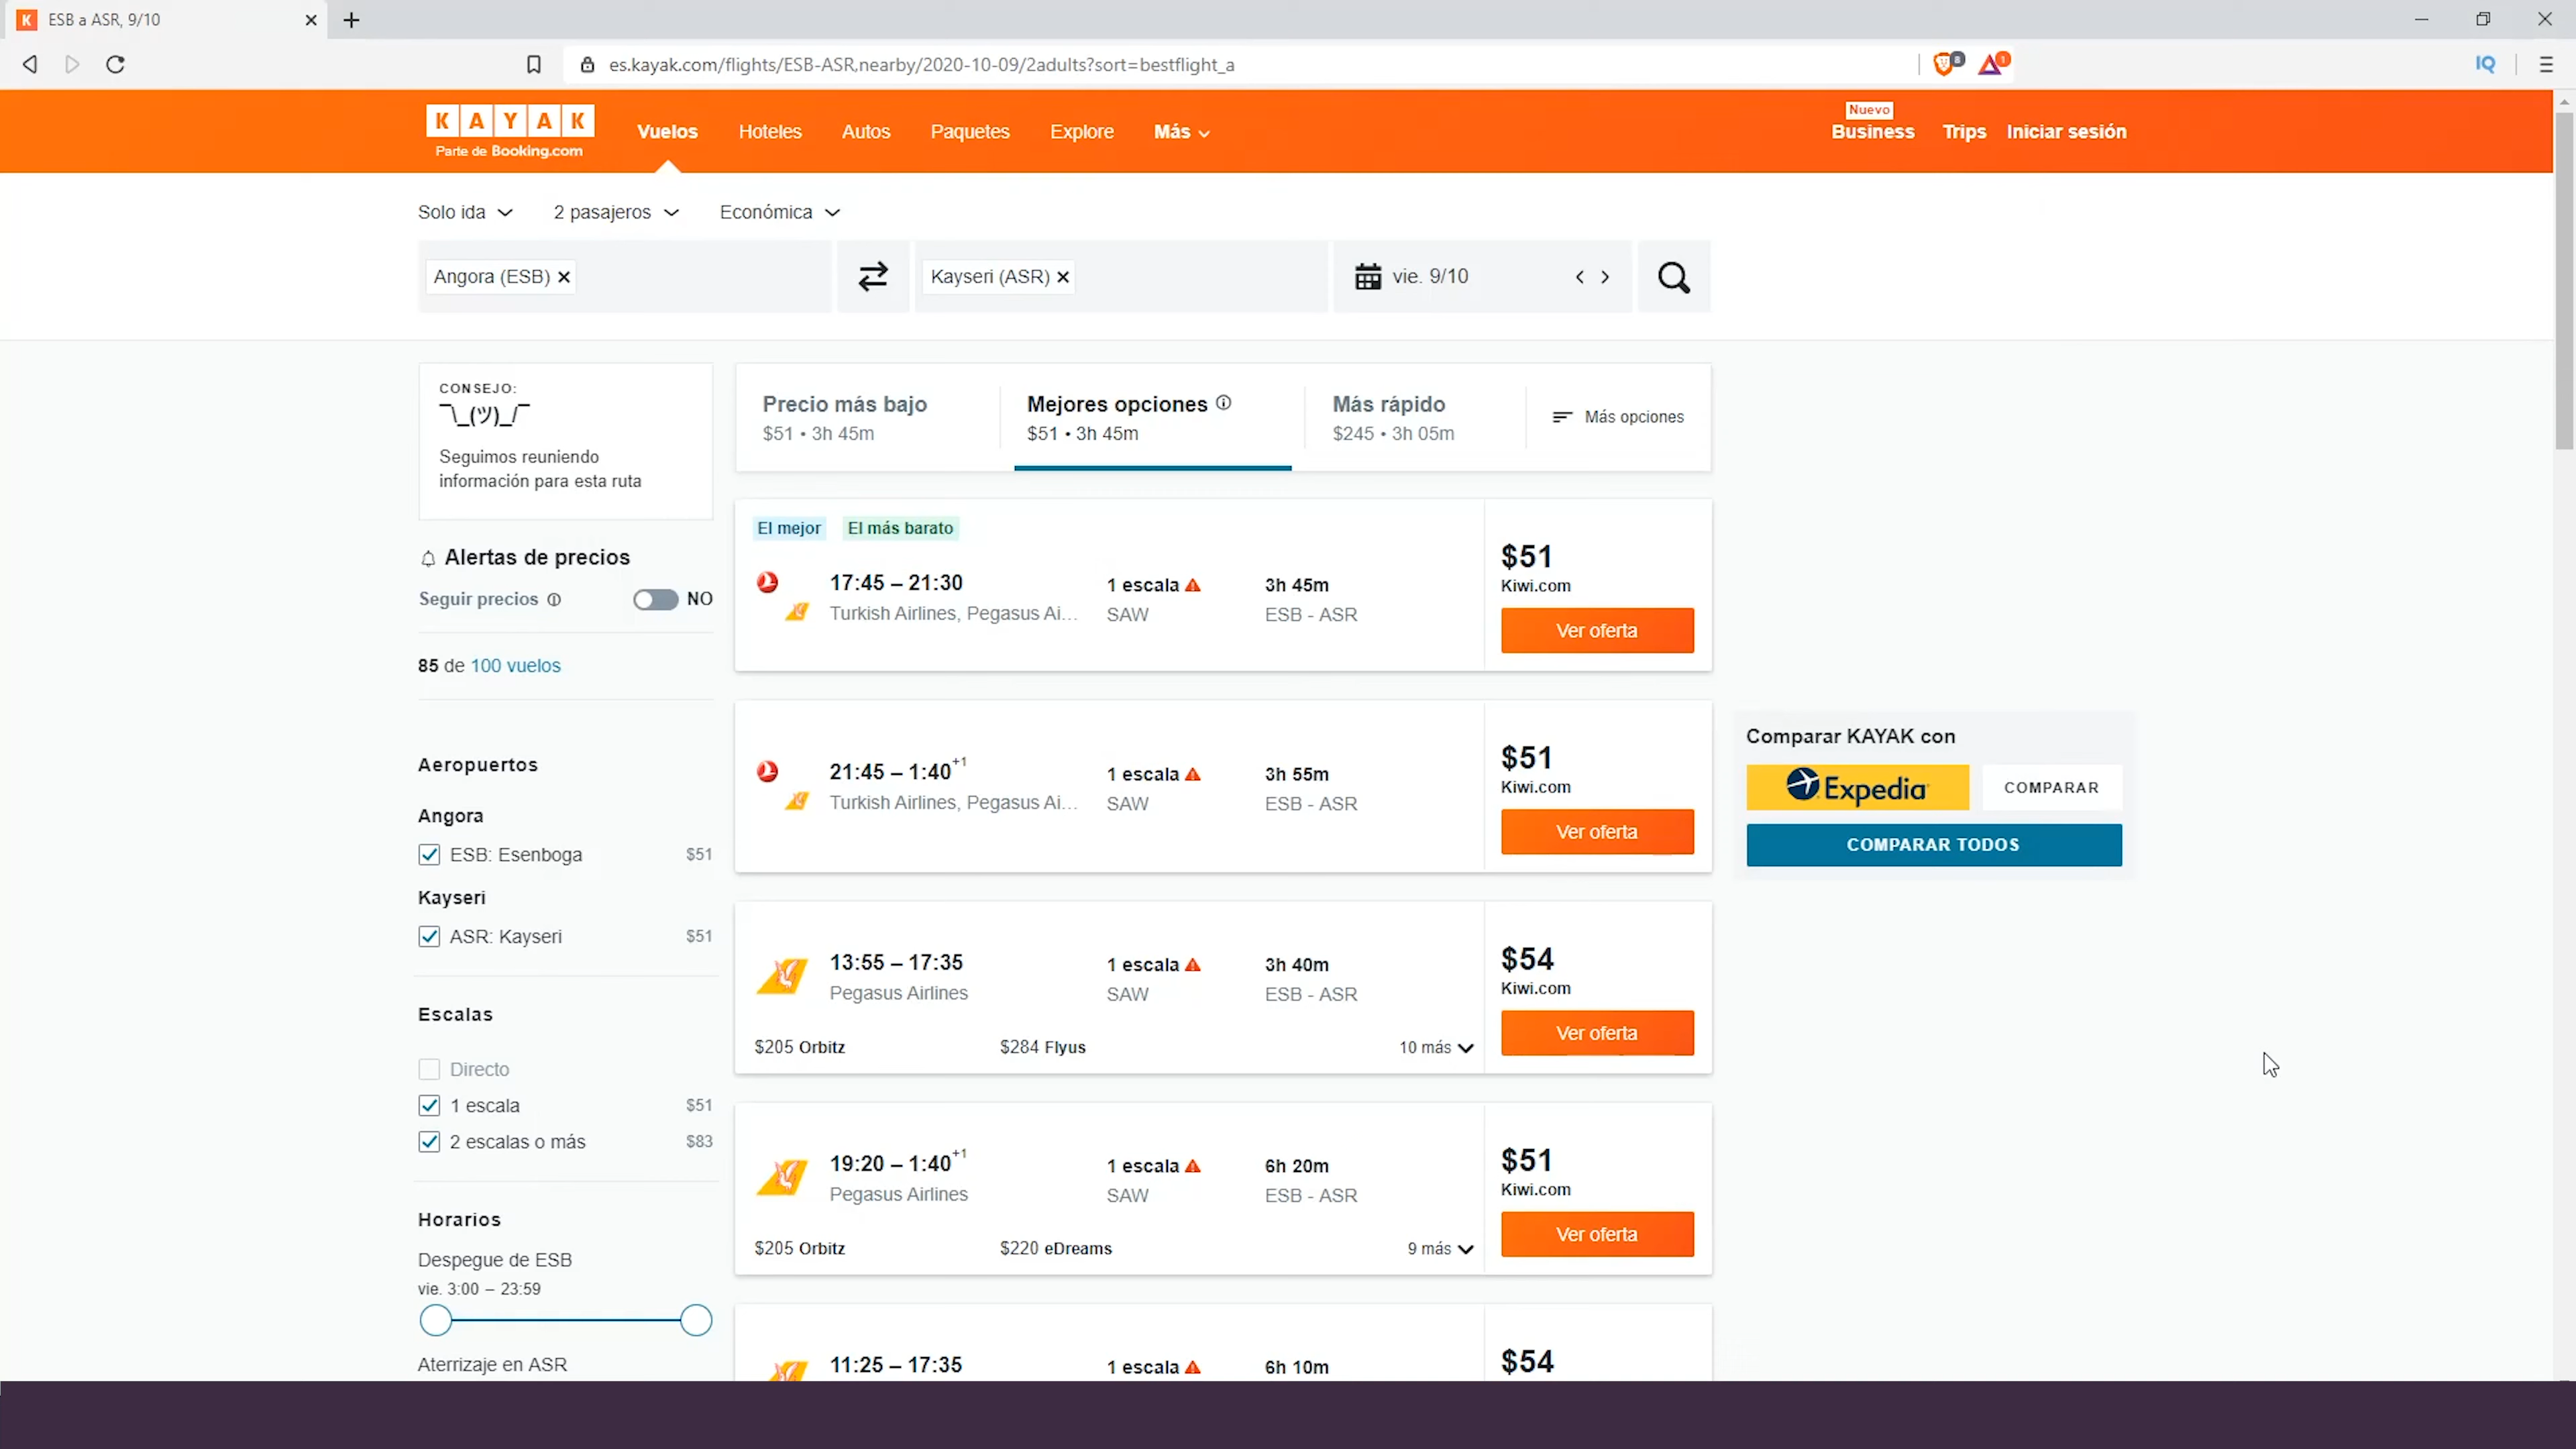 K ESB a ASR, 9/10
es.kayak.com/flights/ESB-ASR,nearby/2020-10-09/2adults?sort=bestflight_a
8
1
IQ
KAYAK
Parte de Booking.com
Vuelos
Hoteles
Autos
Paquetes
Explore
Más
Nuevo
Business
Trips
Iniciar sesión
Solo ida
2 pasajeros
Económica
Angora (ESB)
Kayseri (ASR)
vie. 9/10
CONSEJO:
¯\_(ツ)_/¯
Seguimos reuniendo
información para esta ruta
Alertas de precios
Seguir precios
NO
85 de 100 vuelos
Aeropuertos
Angora
ESB: Esenboga $51
Kayseri
ASR: Kayseri $51
Escalas
Directo
1 escala $51
2 escalas o más $83
Horarios
Despegue de ESB
vie. 3:00 – 23:59
Aterrizaje en ASR
Precio más bajo
$51 • 3h 45m
Mejores opciones
$51 • 3h 45m
Más rápido
$245 • 3h 05m
Más opciones
El mejor El más barato
17:45 – 21:30 1 escala 3h 45m
Turkish Airlines, Pegasus Ai... SAW ESB - ASR
$51
Kiwi.com
Ver oferta
21:45 – 1:40+1 1 escala 3h 55m
Turkish Airlines, Pegasus Ai... SAW ESB - ASR
$51
Kiwi.com
Ver oferta
13:55 – 17:35 1 escala 3h 40m
Pegasus Airlines SAW ESB - ASR
$205 Orbitz $284 Flyus 10 más
$54
Kiwi.com
Ver oferta
19:20 – 1:40+1 1 escala 6h 20m
Pegasus Airlines SAW ESB - ASR
$205 Orbitz $220 eDreams 9 más
$51
Kiwi.com
Ver oferta
11:25 – 17:35 1 escala 6h 10m
$54
Comparar KAYAK con
Expedia
COMPARAR
COMPARAR TODOS